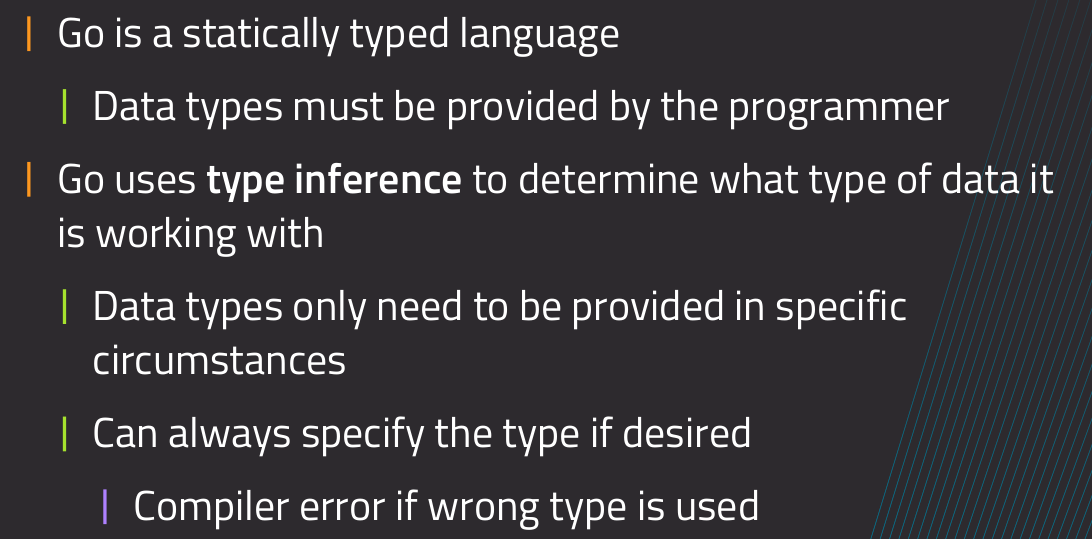 Go is a statically typed language
Data types must be provided by the programmer
Go uses type inference to determine what type of data it
is working with
Data types only need to be provided in specific
circumstances
Can always specify the type if desired
Compiler error if wrong type is used